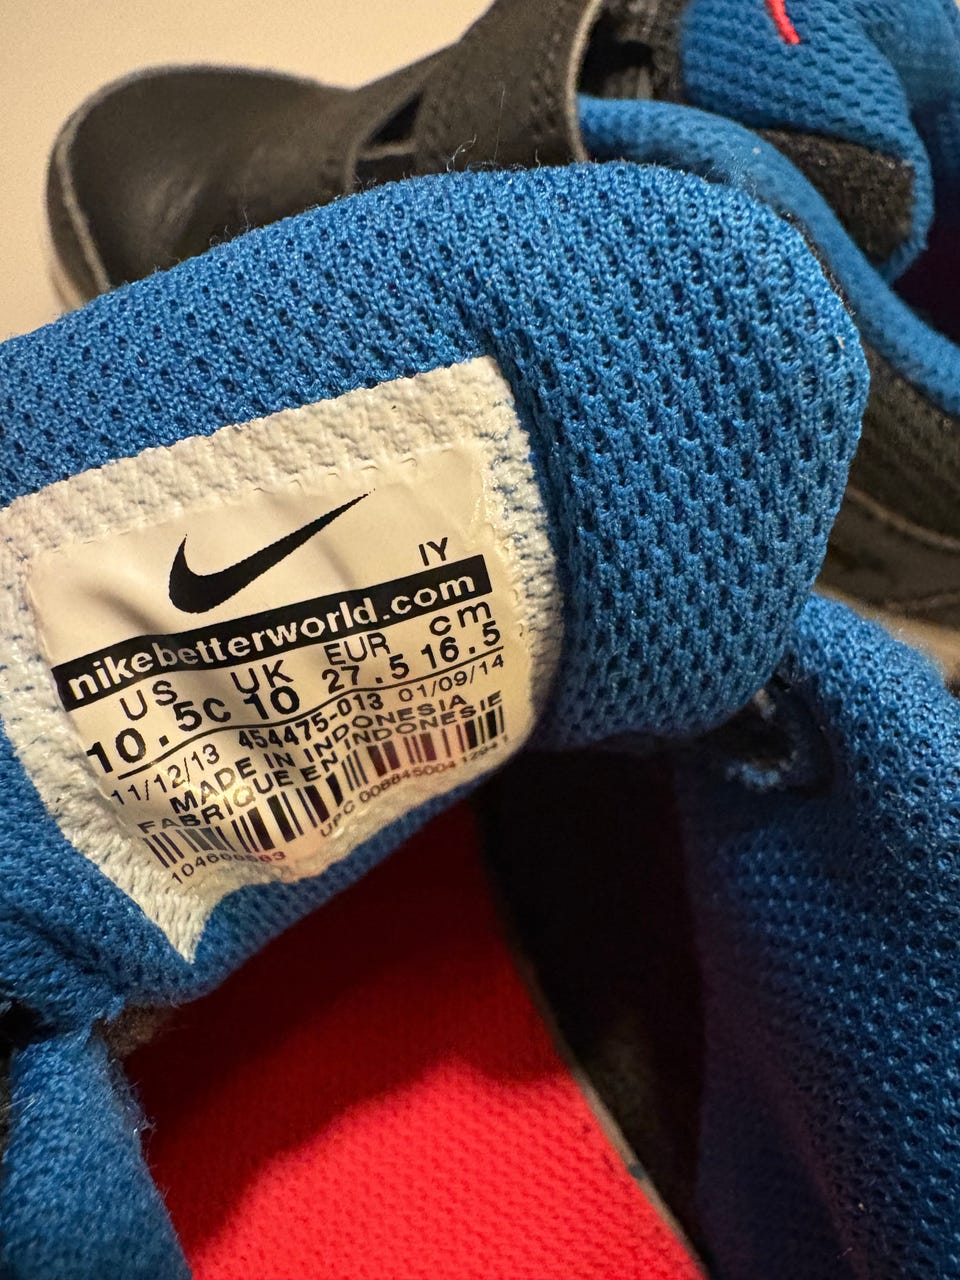 IY
nikebetterworld.com
US UK EUR cm
10.5C 10 27.5 16.5
11/12/13 454475-013 01/09/14
MADE IN INDONESIA
FABRIQUE EN INDONESIE
UPC